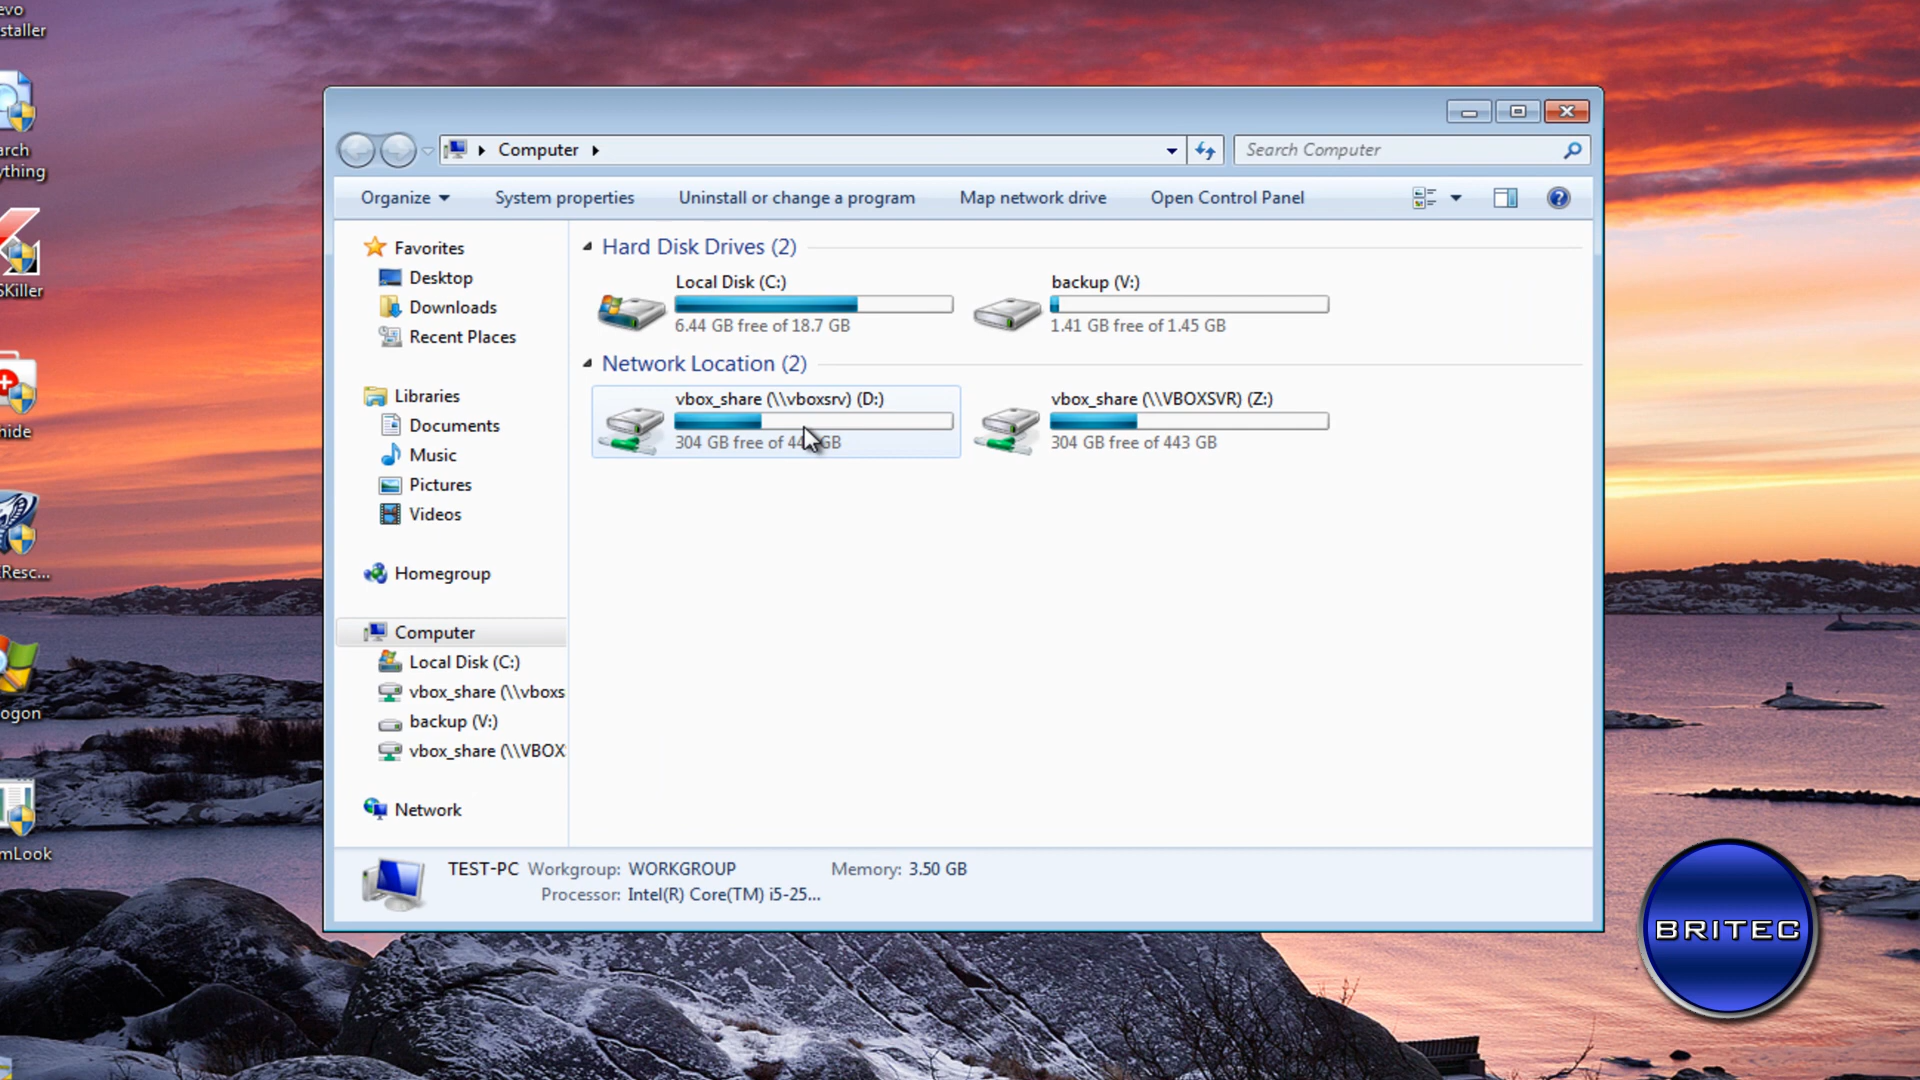 evo
staller
arch
ything
SKiller
hide
Resc...
ogon
mLook
Computer
Search Computer
Organize
System properties
Uninstall or change a program
Map network drive
Open Control Panel
Favorites
Desktop
Downloads
Recent Places
Libraries
Documents
Music
Pictures
Videos
Homegroup
Computer
Local Disk (C:)
vbox_share (\\vboxs
backup (V:)
vbox_share (\\VBOX
Network
Hard Disk Drives (2)
Local Disk (C:)
6.44 GB free of 18.7 GB
backup (V:)
1.41 GB free of 1.45 GB
Network Location (2)
vbox_share (\\vboxsrv) (D:)
304 GB free of 44 GB
vbox_share (\\VBOXSVR) (Z:)
304 GB free of 443 GB
TEST-PC Workgroup: WORKGROUP Memory: 3.50 GB
Processor: Intel(R) Core(TM) i5-25...
BRITEC